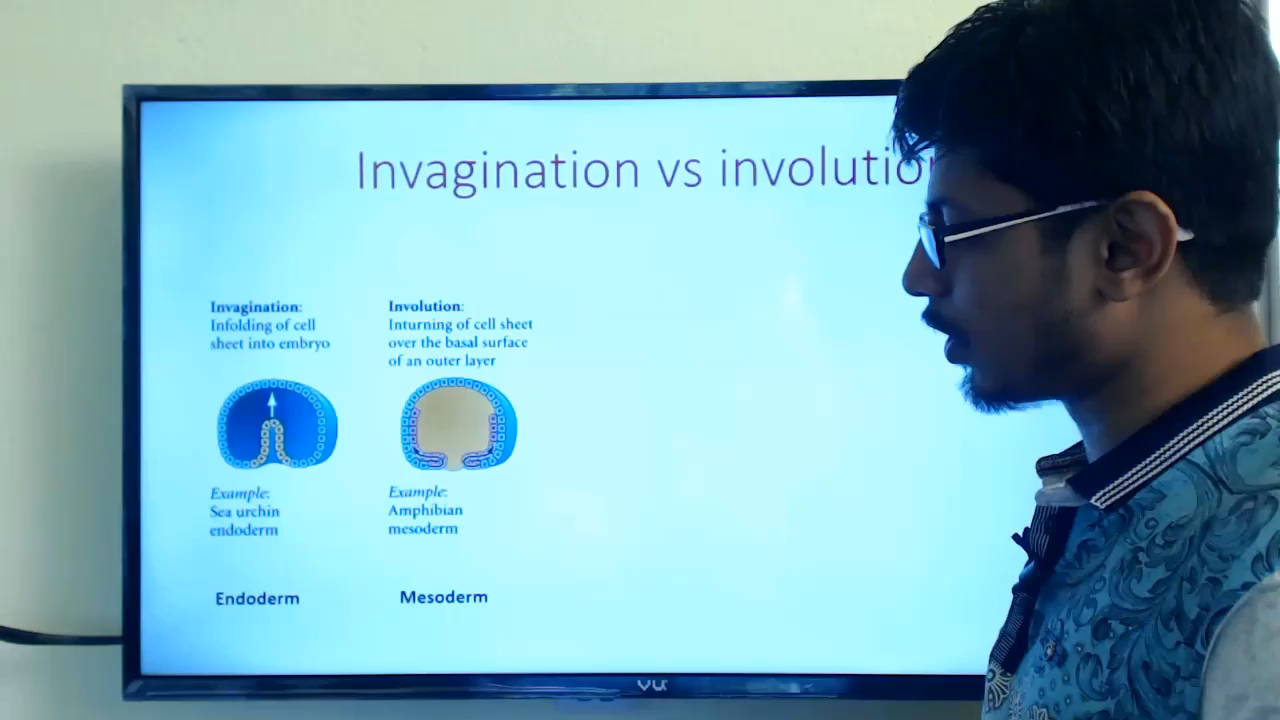 Invagination vs involution
Invagination:
Infolding of cell
sheet into embryo
Involution:
Inturning of cell sheet
over the basal surface
of an outer layer
Example:
Sea urchin
endoderm
Example:
Amphibian
mesoderm
Endoderm
Mesoderm
VU